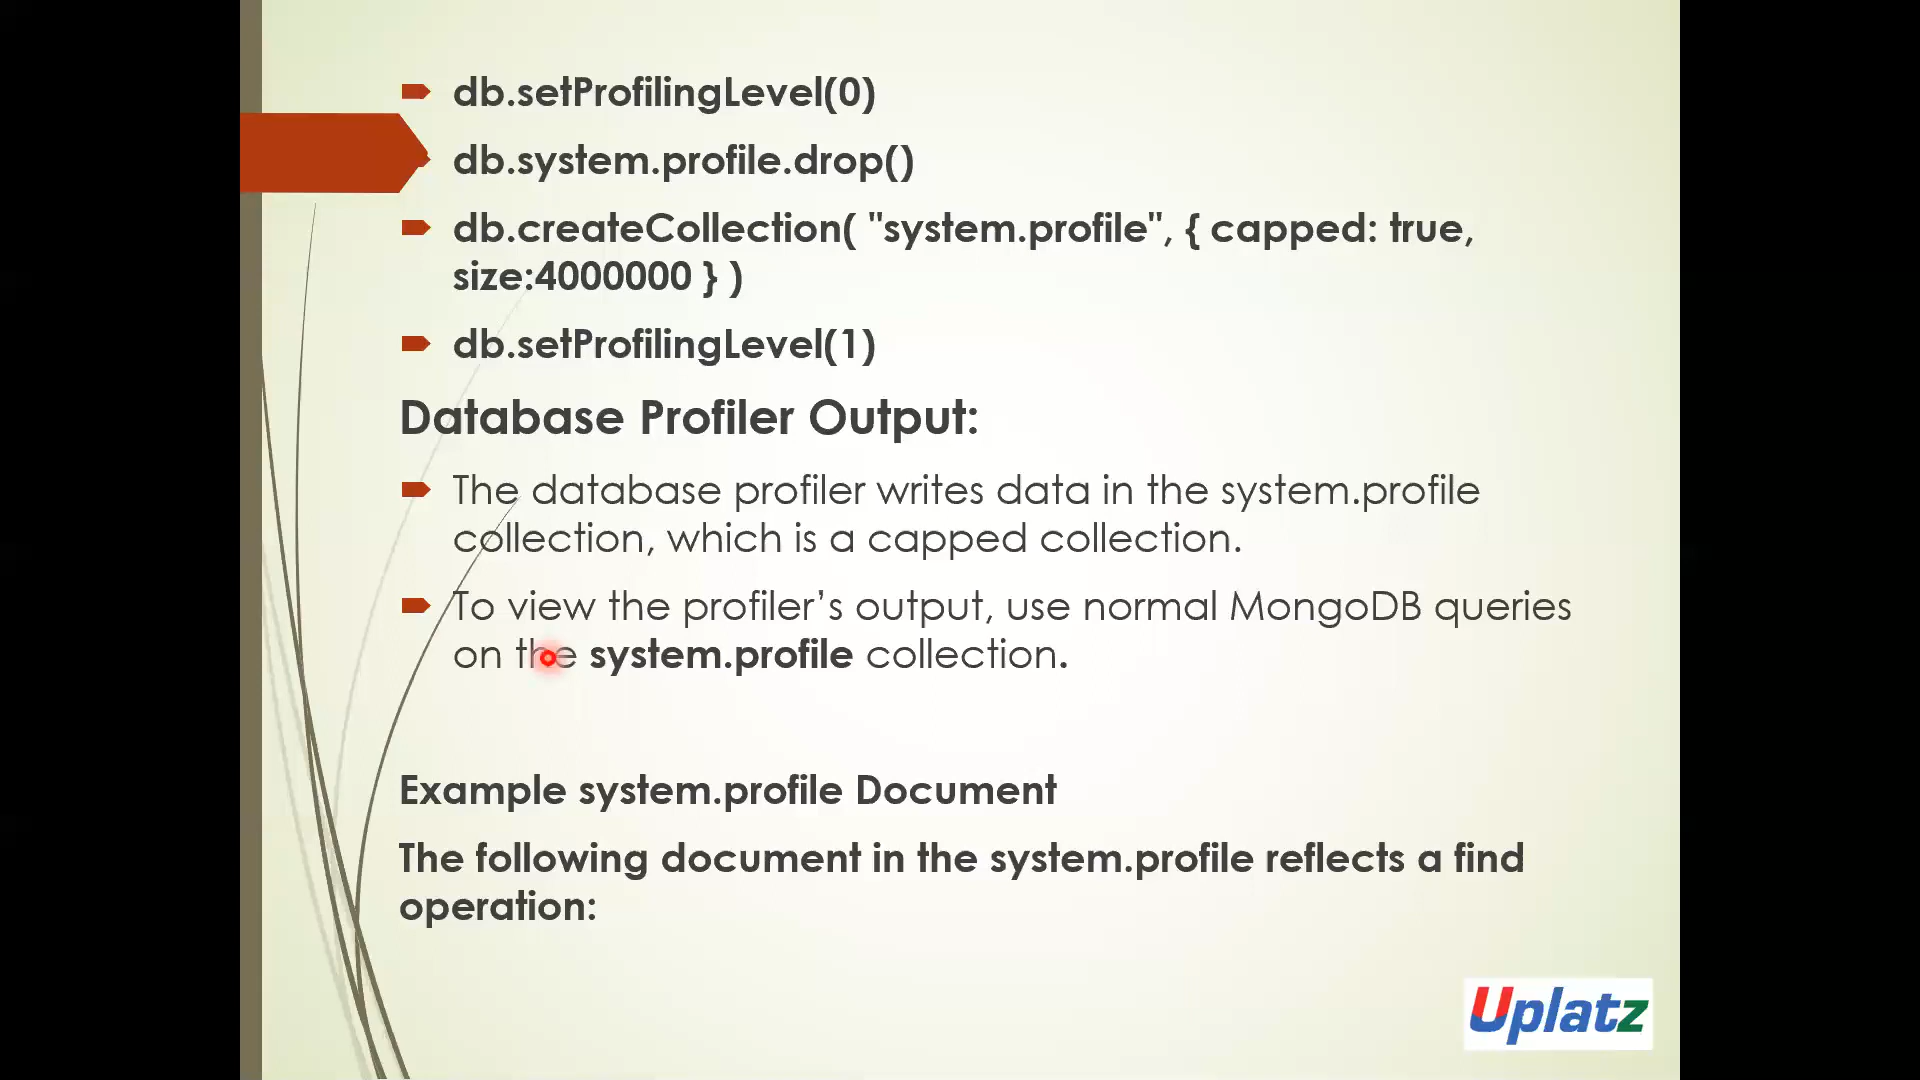 db.setProfilingLevel(0)
db.system.profile.drop()
db.createCollection( "system.profile", { capped: true,
size:4000000 } )
db.setProfilingLevel(1)
Database Profiler Output:
The database profiler writes data in the system.profile
collection, which is a capped collection.
To view the profiler’s output, use normal MongoDB queries
on the system.profile collection.
Example system.profile Document
The following document in the system.profile reflects a find
operation:
Uplatz